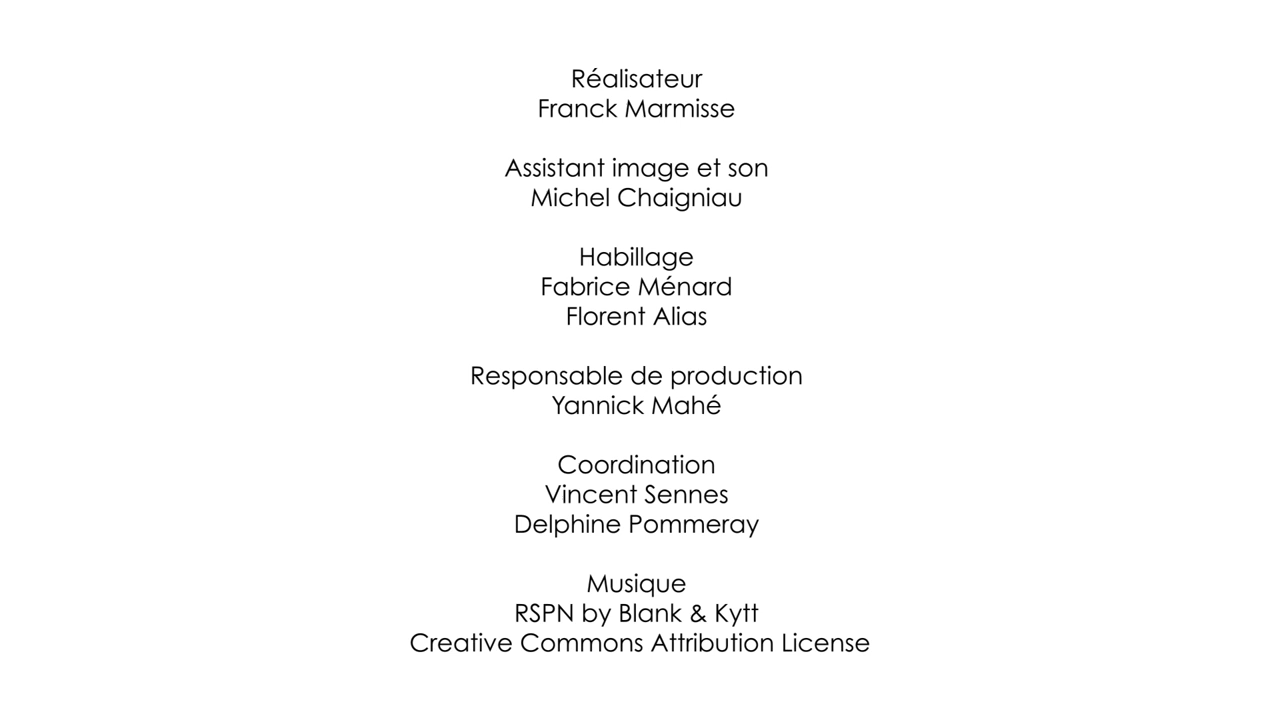 Réalisateur
Franck Marmisse
Assistant image et son
Michel Chaigniau
Habillage
Fabrice Ménard
Florent Alias
Responsable de production
Yannick Mahé
Coordination
Vincent Sennes
Delphine Pommeray
Musique
RSPN by Blank & Kytt
Creative Commons Attribution License